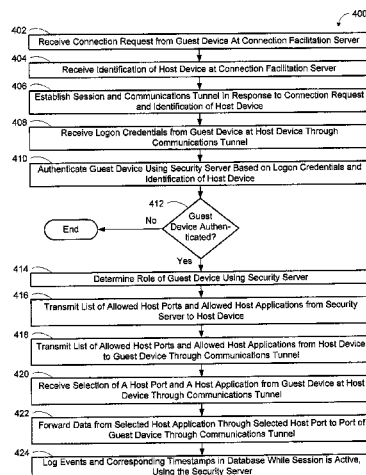 400
402
Receive Connection Request from Guest Device At Connection Facilitation Server
404
Receive Identification of Host Device at Connection Facilitation Server
406
Establish Session and Communications Tunnel in Response to Connection Request
and Identification of Host Device
408
Receive Logon Credentials from Guest Device at Host Device Through
Communications Tunnel
410
Authenticate Guest Device Using Security Server Based on Logon Credentials and
Identification of Host Device
412
Guest
Device Authen-
ticated?
No
End
Yes
414
Determine Role of Guest Device Using Security Server
416
Transmit List of Allowed Host Ports and Allowed Host Applications from Security
Server to Host Device
418
Transmit List of Allowed Host Ports and Allowed Host Applications from Host Device
to Guest Device Through Communications Tunnel
420
Receive Selection of A Host Port and A Host Application from Guest Device at Host
Device Through Communications Tunnel
422
Forward Data from Selected Host Application Through Selected Host Port to Port of
Guest Device Through Communications Tunnel
424
Log Events and Corresponding Timestamps in Database While Session is Active,
Using the Security Server